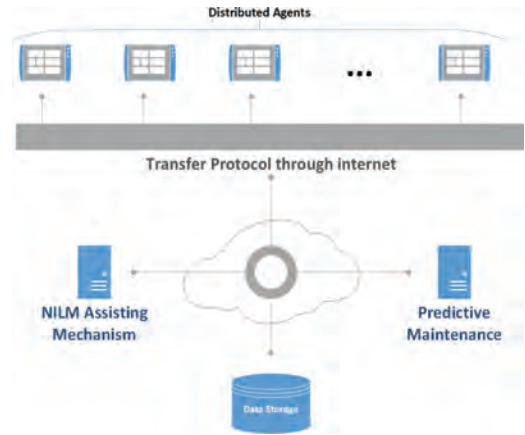 Distributed Agents
...
Transfer Protocol through internet
NILM Assisting
Mechanism
Predictive
Maintenance
Data Storage